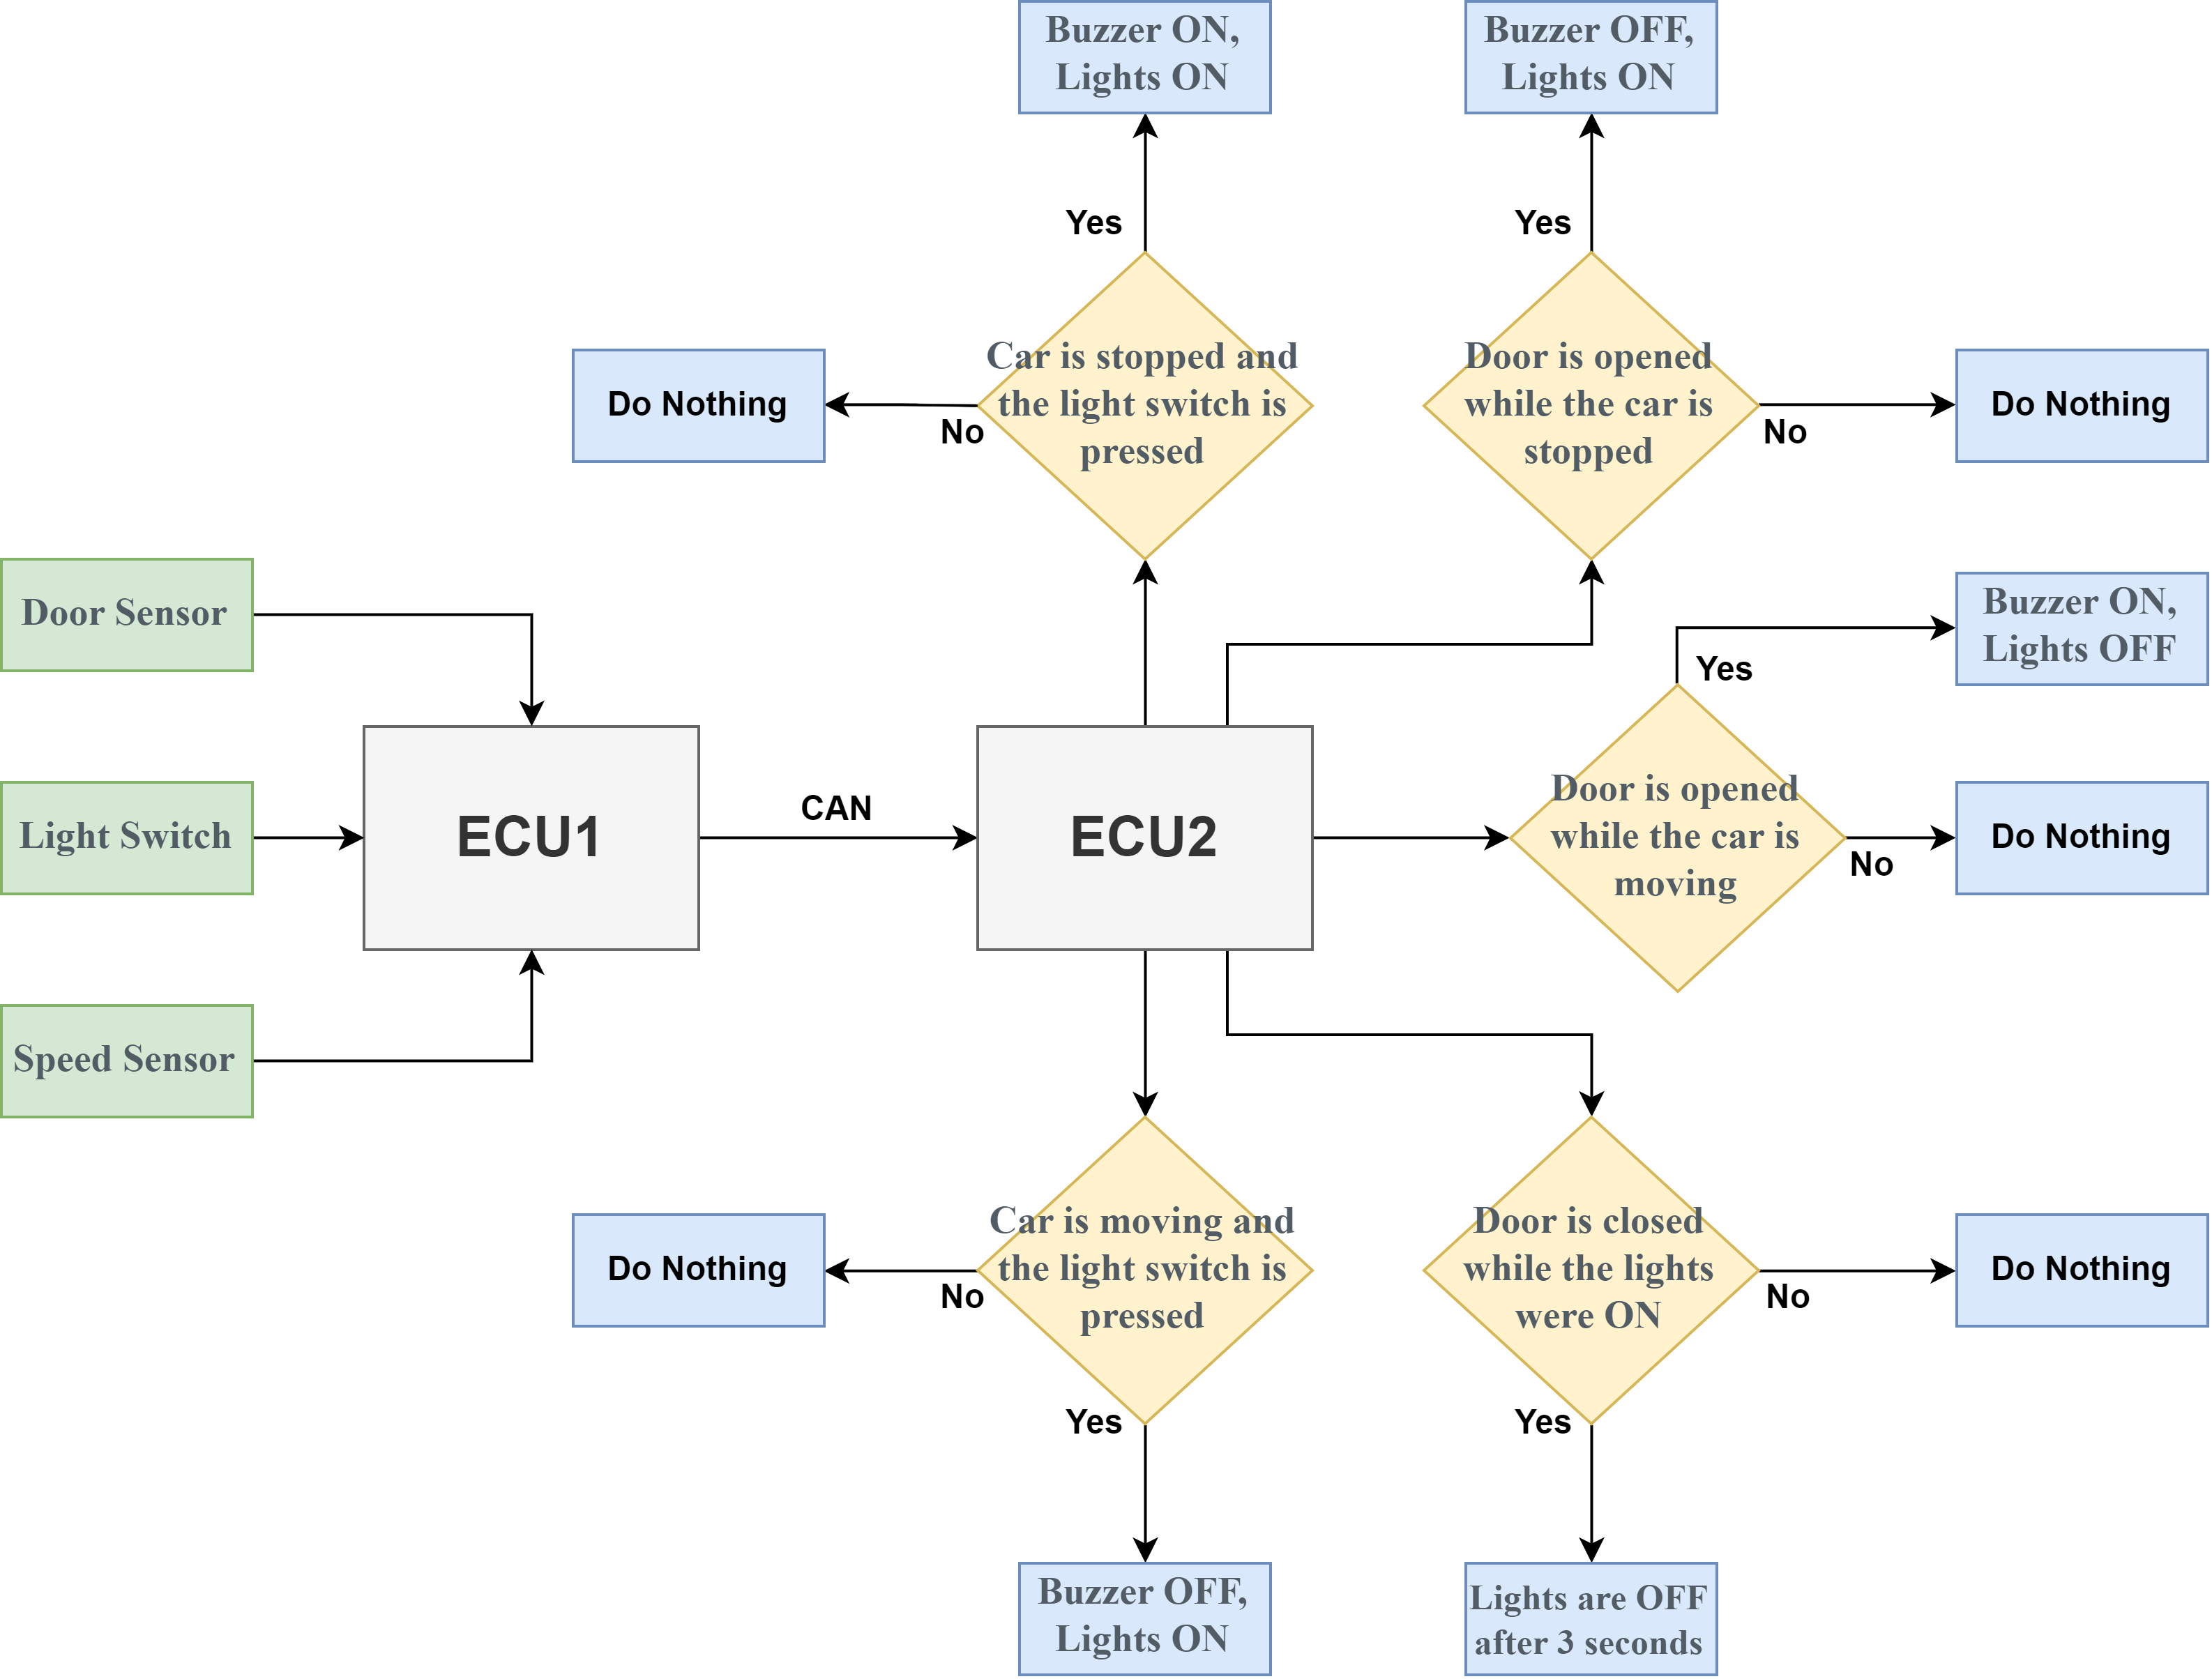 Buzzer ON,
Lights ON
Buzzer OFF,
Lights ON
Yes
Yes
Car is stopped and
the light switch is
pressed
Door is opened
while the car is
stopped
Do Nothing
No
No
Do Nothing
Door Sensor
Buzzer ON,
Lights OFF
Yes
Light Switch
ECU1
CAN
ECU2
Door is opened
while the car is
moving
No
Do Nothing
Speed Sensor
Car is moving and
the light switch is
pressed
Door is closed
while the lights
were ON
Do Nothing
No
No
Do Nothing
Yes
Yes
Buzzer OFF,
Lights ON
Lights are OFF
after 3 seconds